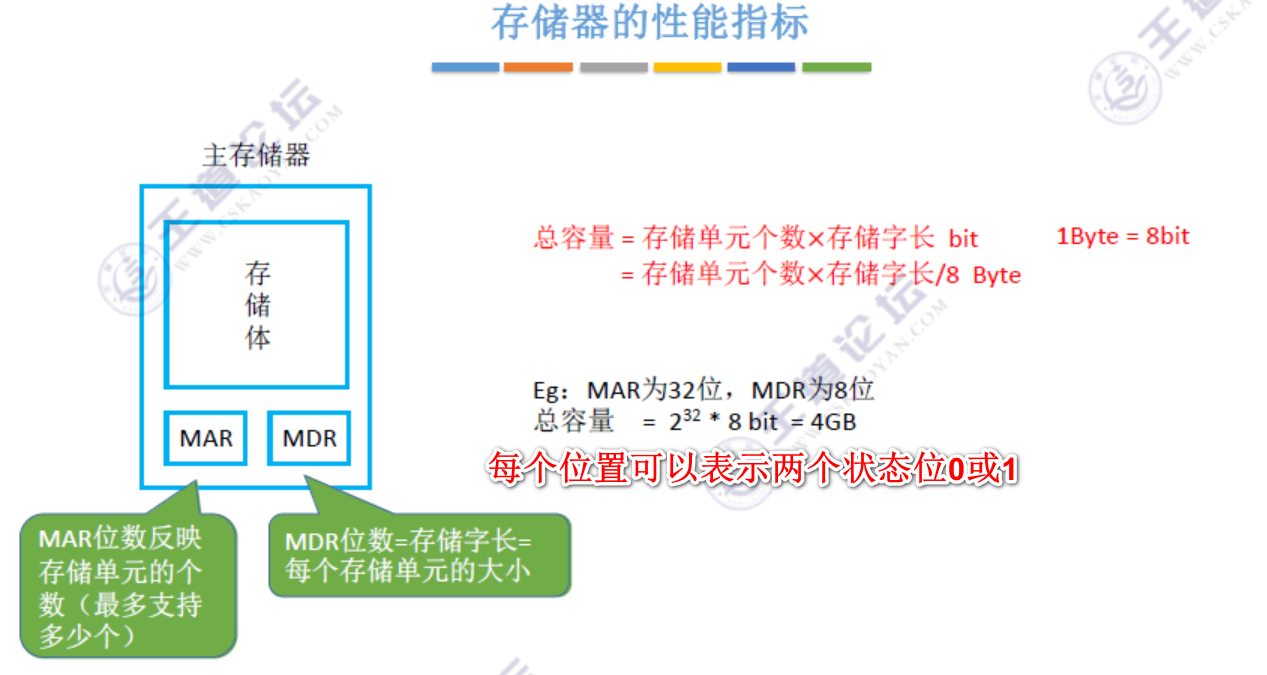 存储器的性能指标
主存储器
存
储
体
MAR
MDR
MAR位数反映
存储单元的个
数（最多支持
多少个）
MDR位数=存储字长=
每个存储单元的大小
总容量 = 存储单元个数×存储字长 bit
= 存储单元个数×存储字长/8 Byte
1Byte = 8bit
Eg：MAR为32位，MDR为8位
总容量 = 2³² * 8 bit = 4GB
每个位置可以表示两个状态位0或1
王道论坛
WWW.CSKAOYAN.COM